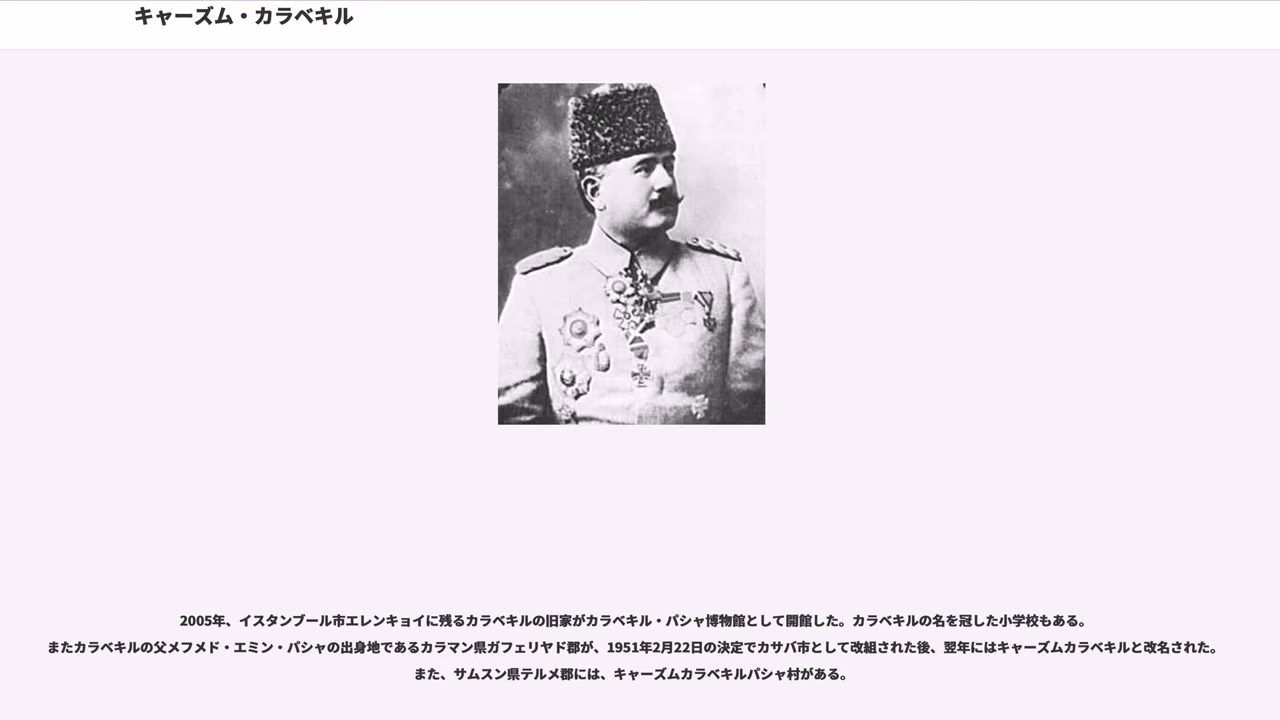 キャーズム・カラベキル
2005年、イスタンブール市エレンキョイに残るカラベキルの旧家がカラベキル・パシャ博物館として開館した。カラベキルの名を冠した小学校もある。
またカラベキルの父メフメド・エミン・パシャの出身地であるカラマン県ガフェリヤド郡が、1951年2月22日の決定でカサバ市として改組された後、翌年にはキャーズムカラベキルと改名された。
また、サムスン県テルメ郡には、キャーズムカラベキルパシャ村がある。